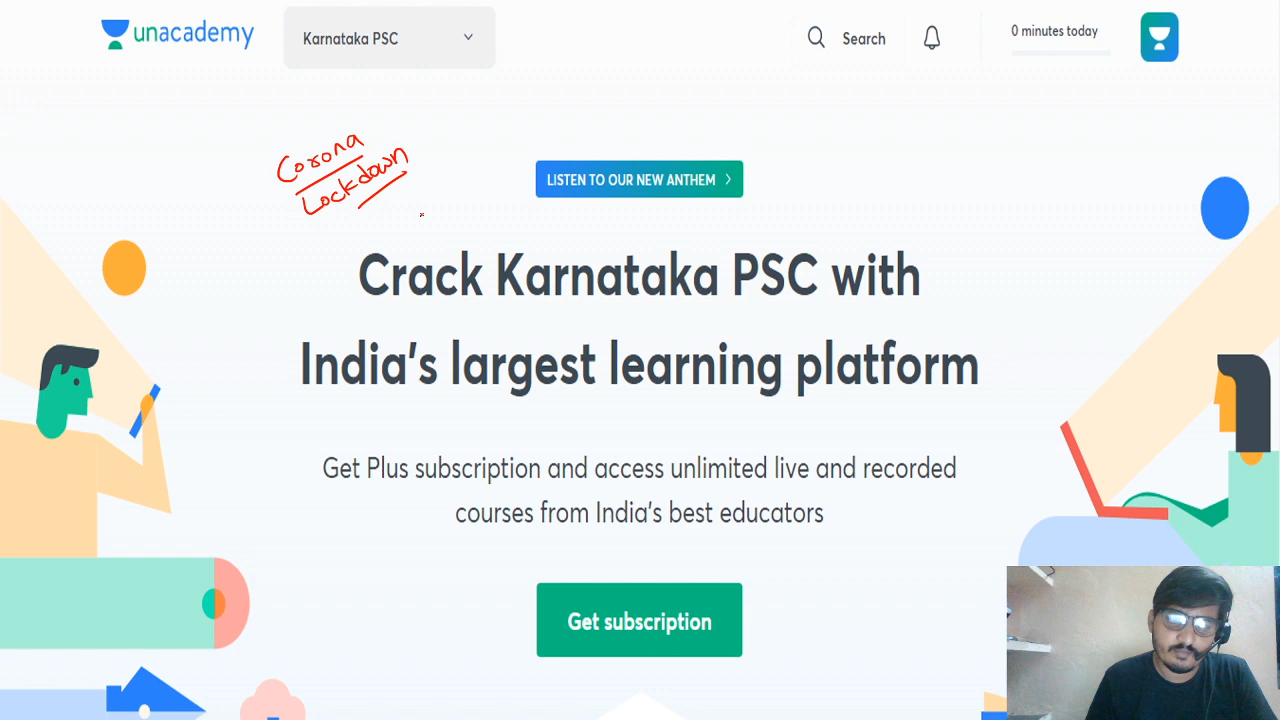 unacademy
Karnataka PSC
Search
0 minutes today
Corona
Lockdown
LISTEN TO OUR NEW ANTHEM
Crack Karnataka PSC with
India's largest learning platform
Get Plus subscription and access unlimited live and recorded
courses from India's best educators
Get subscription